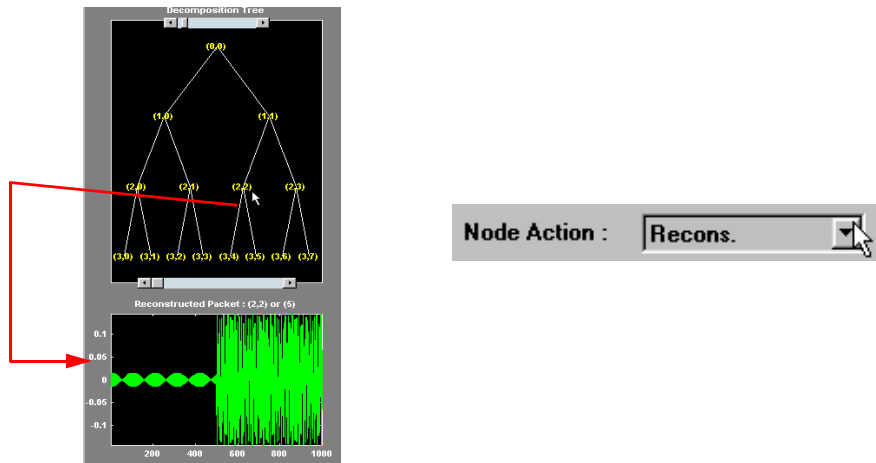 Decomposition Tree
(0,0)
(1,0) (1,1)
(2,0) (2,1) (2,2) (2,3)
(3,0) (3,1) (3,2) (3,3) (3,4) (3,5) (3,6) (3,7)
Reconstructed Packet : (2,2) or (5)
0.1
0.05
0
-0.05
-0.1
200 400 600 800 1000
Node Action : Recons.